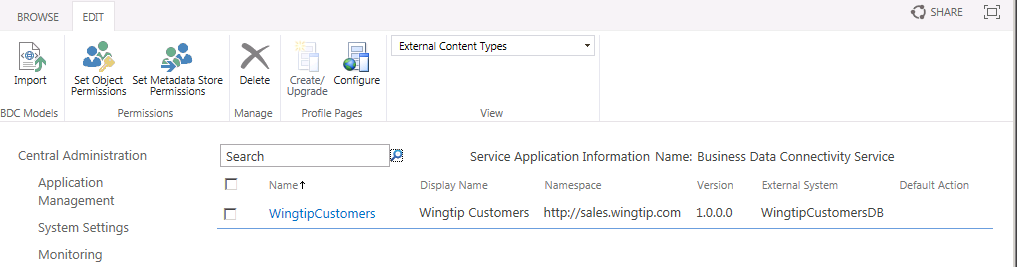 BROWSE EDIT SHARE
External Content Types
Import Set Object Permissions Set Metadata Store Permissions Delete Create/ Upgrade Configure
BDC Models Permissions Manage Profile Pages View
Central Administration Search Service Application Information Name: Business Data Connectivity Service
Application Management Name↑ Display Name Namespace Version External System Default Action
WingtipCustomers Wingtip Customers http://sales.wingtip.com 1.0.0.0 WingtipCustomersDB
System Settings
Monitoring